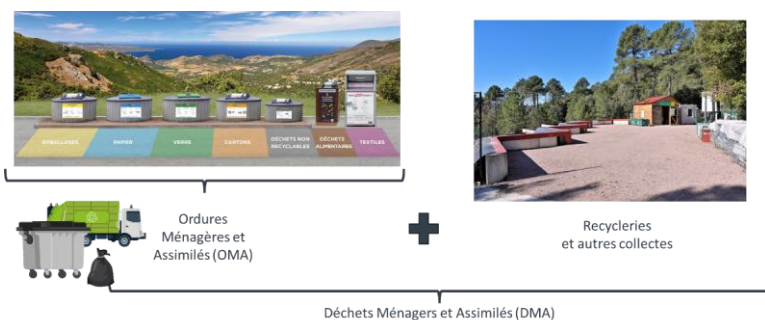 EMBALLAGES
PAPIER
VERRE
CARTONS
DÉCHETS NON
RECYCLABLES
DÉCHETS
ALIMENTAIRES
TEXTILES
Ordures
Ménagères et
Assimilés (OMA)
Recycleries
et autres collectes
Déchets Ménagers et Assimilés (DMA)